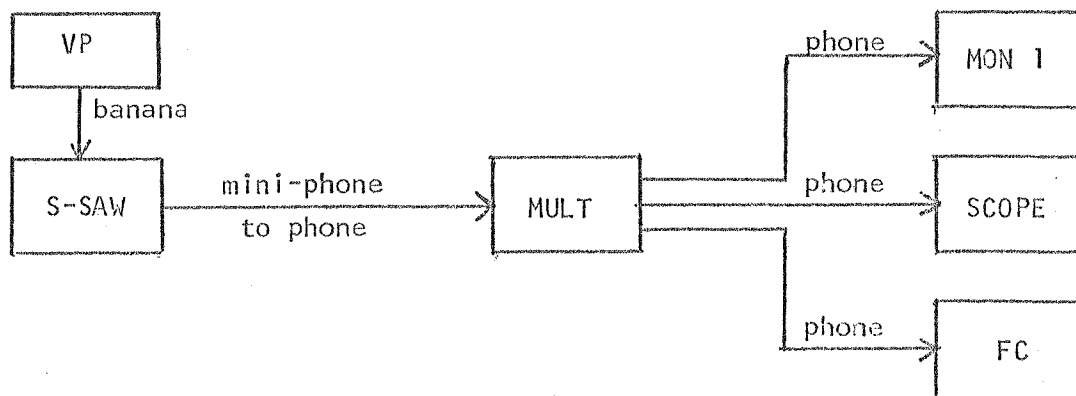 VP
banana
S-SAW
mini-phone
to phone
MULT
phone
MON 1
phone
SCOPE
phone
FC